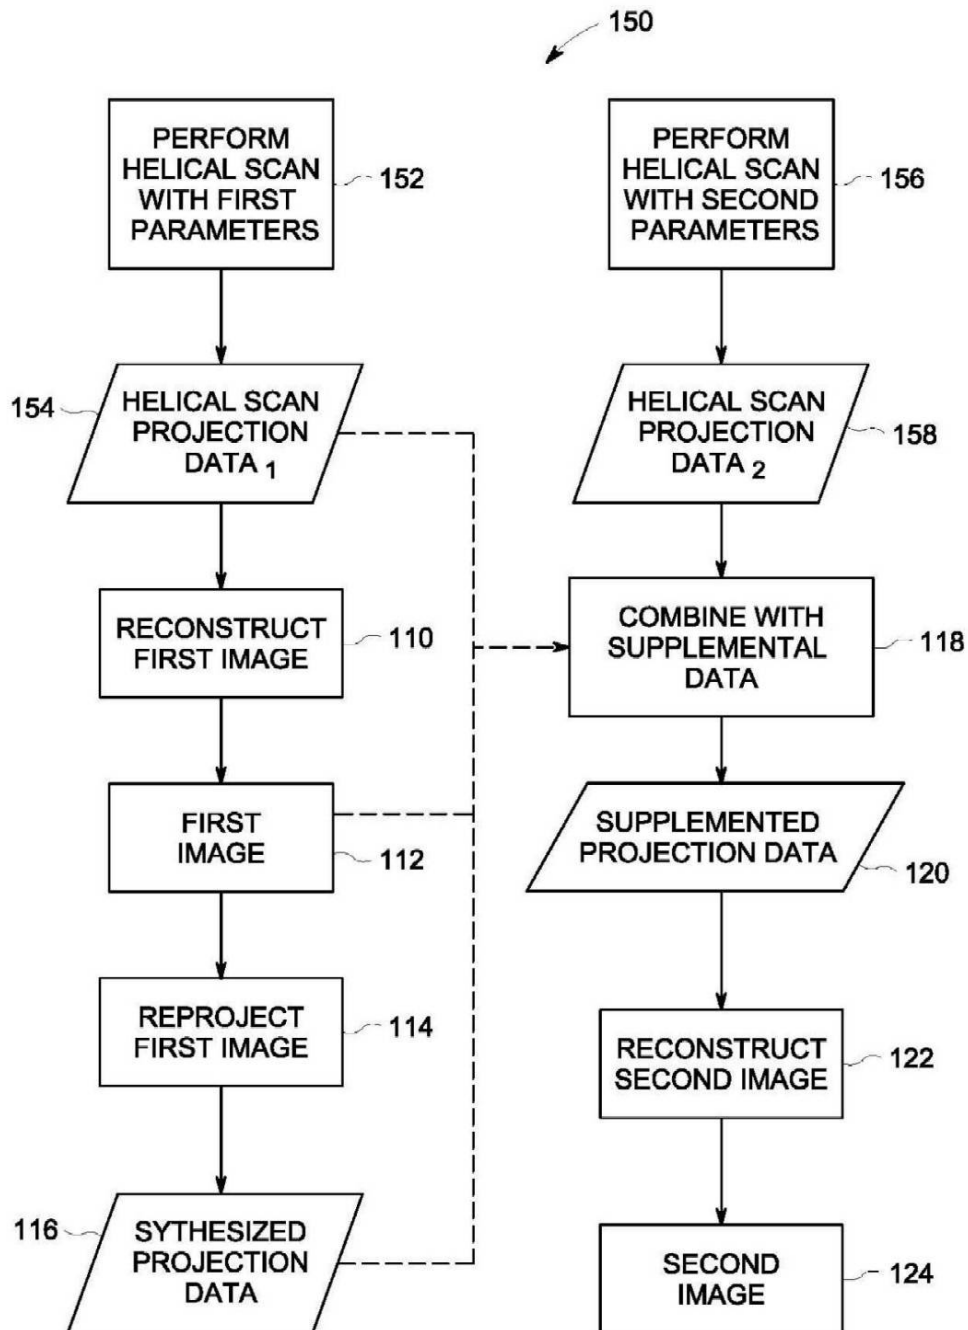 150
PERFORM
HELICAL SCAN
WITH FIRST
PARAMETERS
152
PERFORM
HELICAL SCAN
WITH SECOND
PARAMETERS
156
154
HELICAL SCAN
PROJECTION
DATA 1
HELICAL SCAN
PROJECTION
DATA 2
158
RECONSTRUCT
FIRST IMAGE
110
COMBINE WITH
SUPPLEMENTAL
DATA
118
FIRST
IMAGE
112
SUPPLEMENTED
PROJECTION DATA
120
REPROJECT
FIRST IMAGE
114
RECONSTRUCT
SECOND IMAGE
122
116
SYTHESIZED
PROJECTION
DATA
SECOND
IMAGE
124